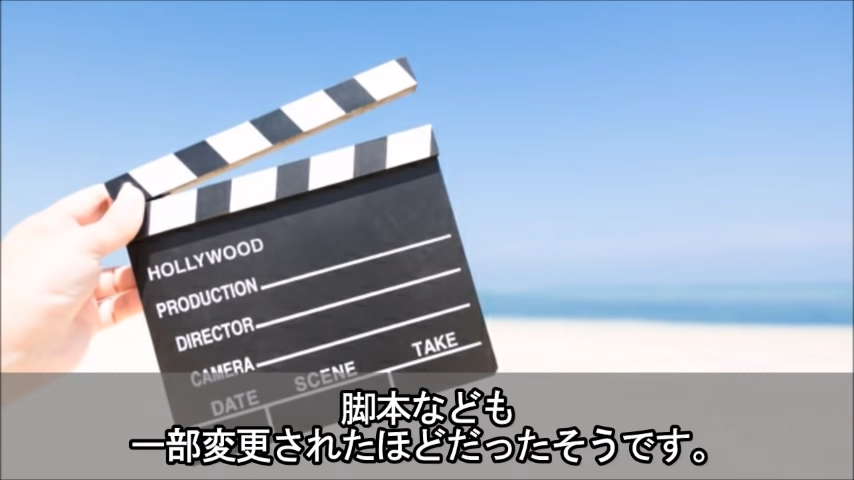 HOLLYWOOD
PRODUCTION
DIRECTOR
CAMERA
DATE SCENE TAKE
脚本なども
一部変更されたほどだったそうです。